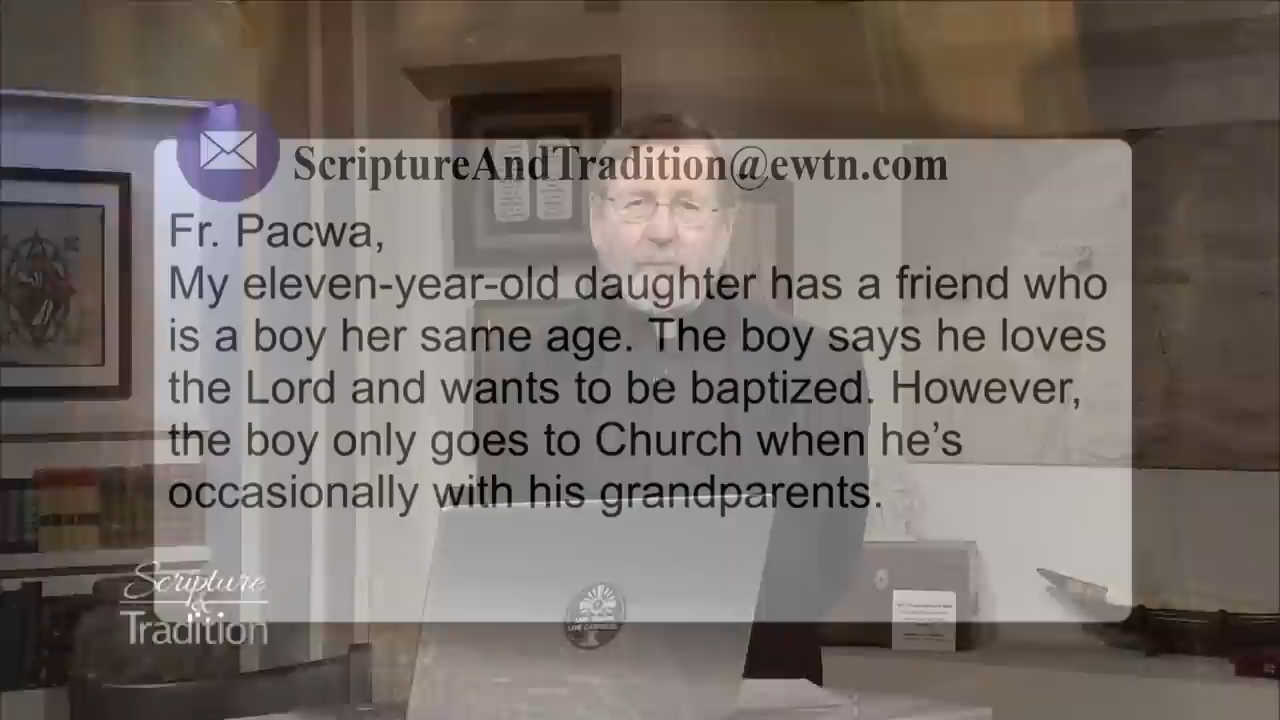 ScriptureAndTradition@ewtn.com
Fr. Pacwa,
My eleven-year-old daughter has a friend who
is a boy her same age. The boy says he loves
the Lord and wants to be baptized. However,
the boy only goes to Church when he’s
occasionally with his grandparents.
Scripture
&
Tradition